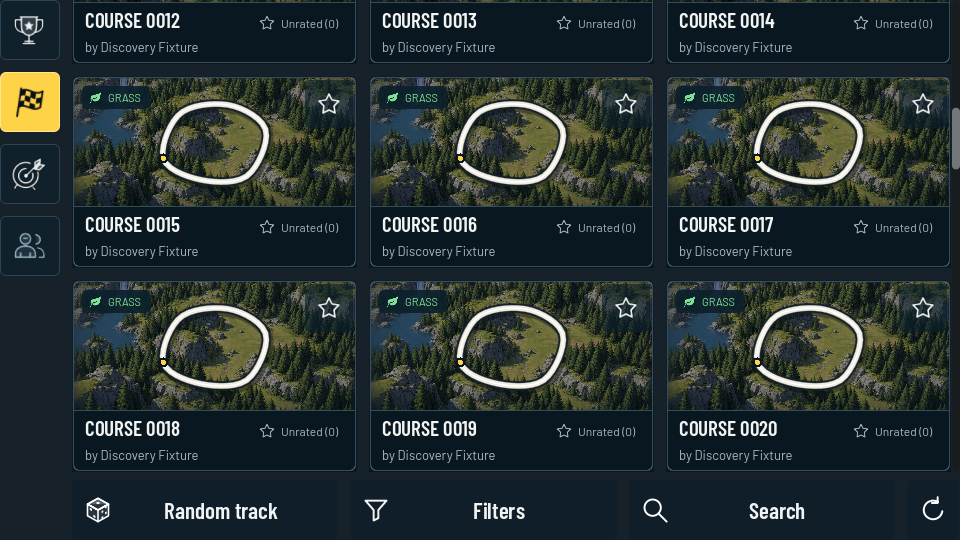 COURSE 0012
Unrated (0)
by Discovery Fixture
COURSE 0013
Unrated (0)
by Discovery Fixture
COURSE 0014
Unrated (0)
by Discovery Fixture
GRASS
COURSE 0015
Unrated (0)
by Discovery Fixture
GRASS
COURSE 0016
Unrated (0)
by Discovery Fixture
GRASS
COURSE 0017
Unrated (0)
by Discovery Fixture
GRASS
COURSE 0018
Unrated (0)
by Discovery Fixture
GRASS
COURSE 0019
Unrated (0)
by Discovery Fixture
GRASS
COURSE 0020
Unrated (0)
by Discovery Fixture
Random track
Filters
Search